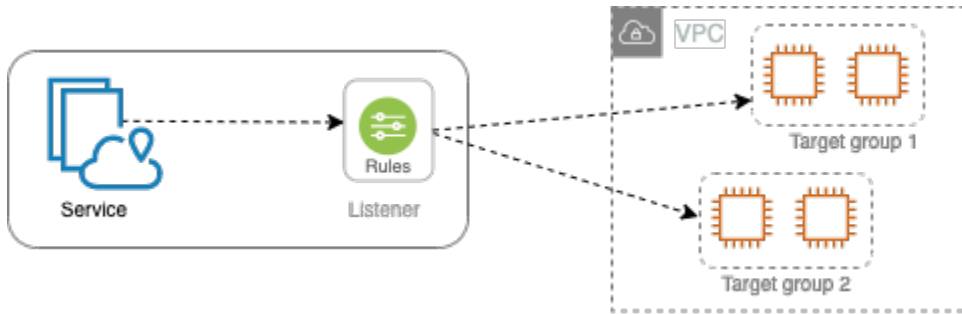 VPC
Rules
Target group 1
Service
Listener
Target group 2